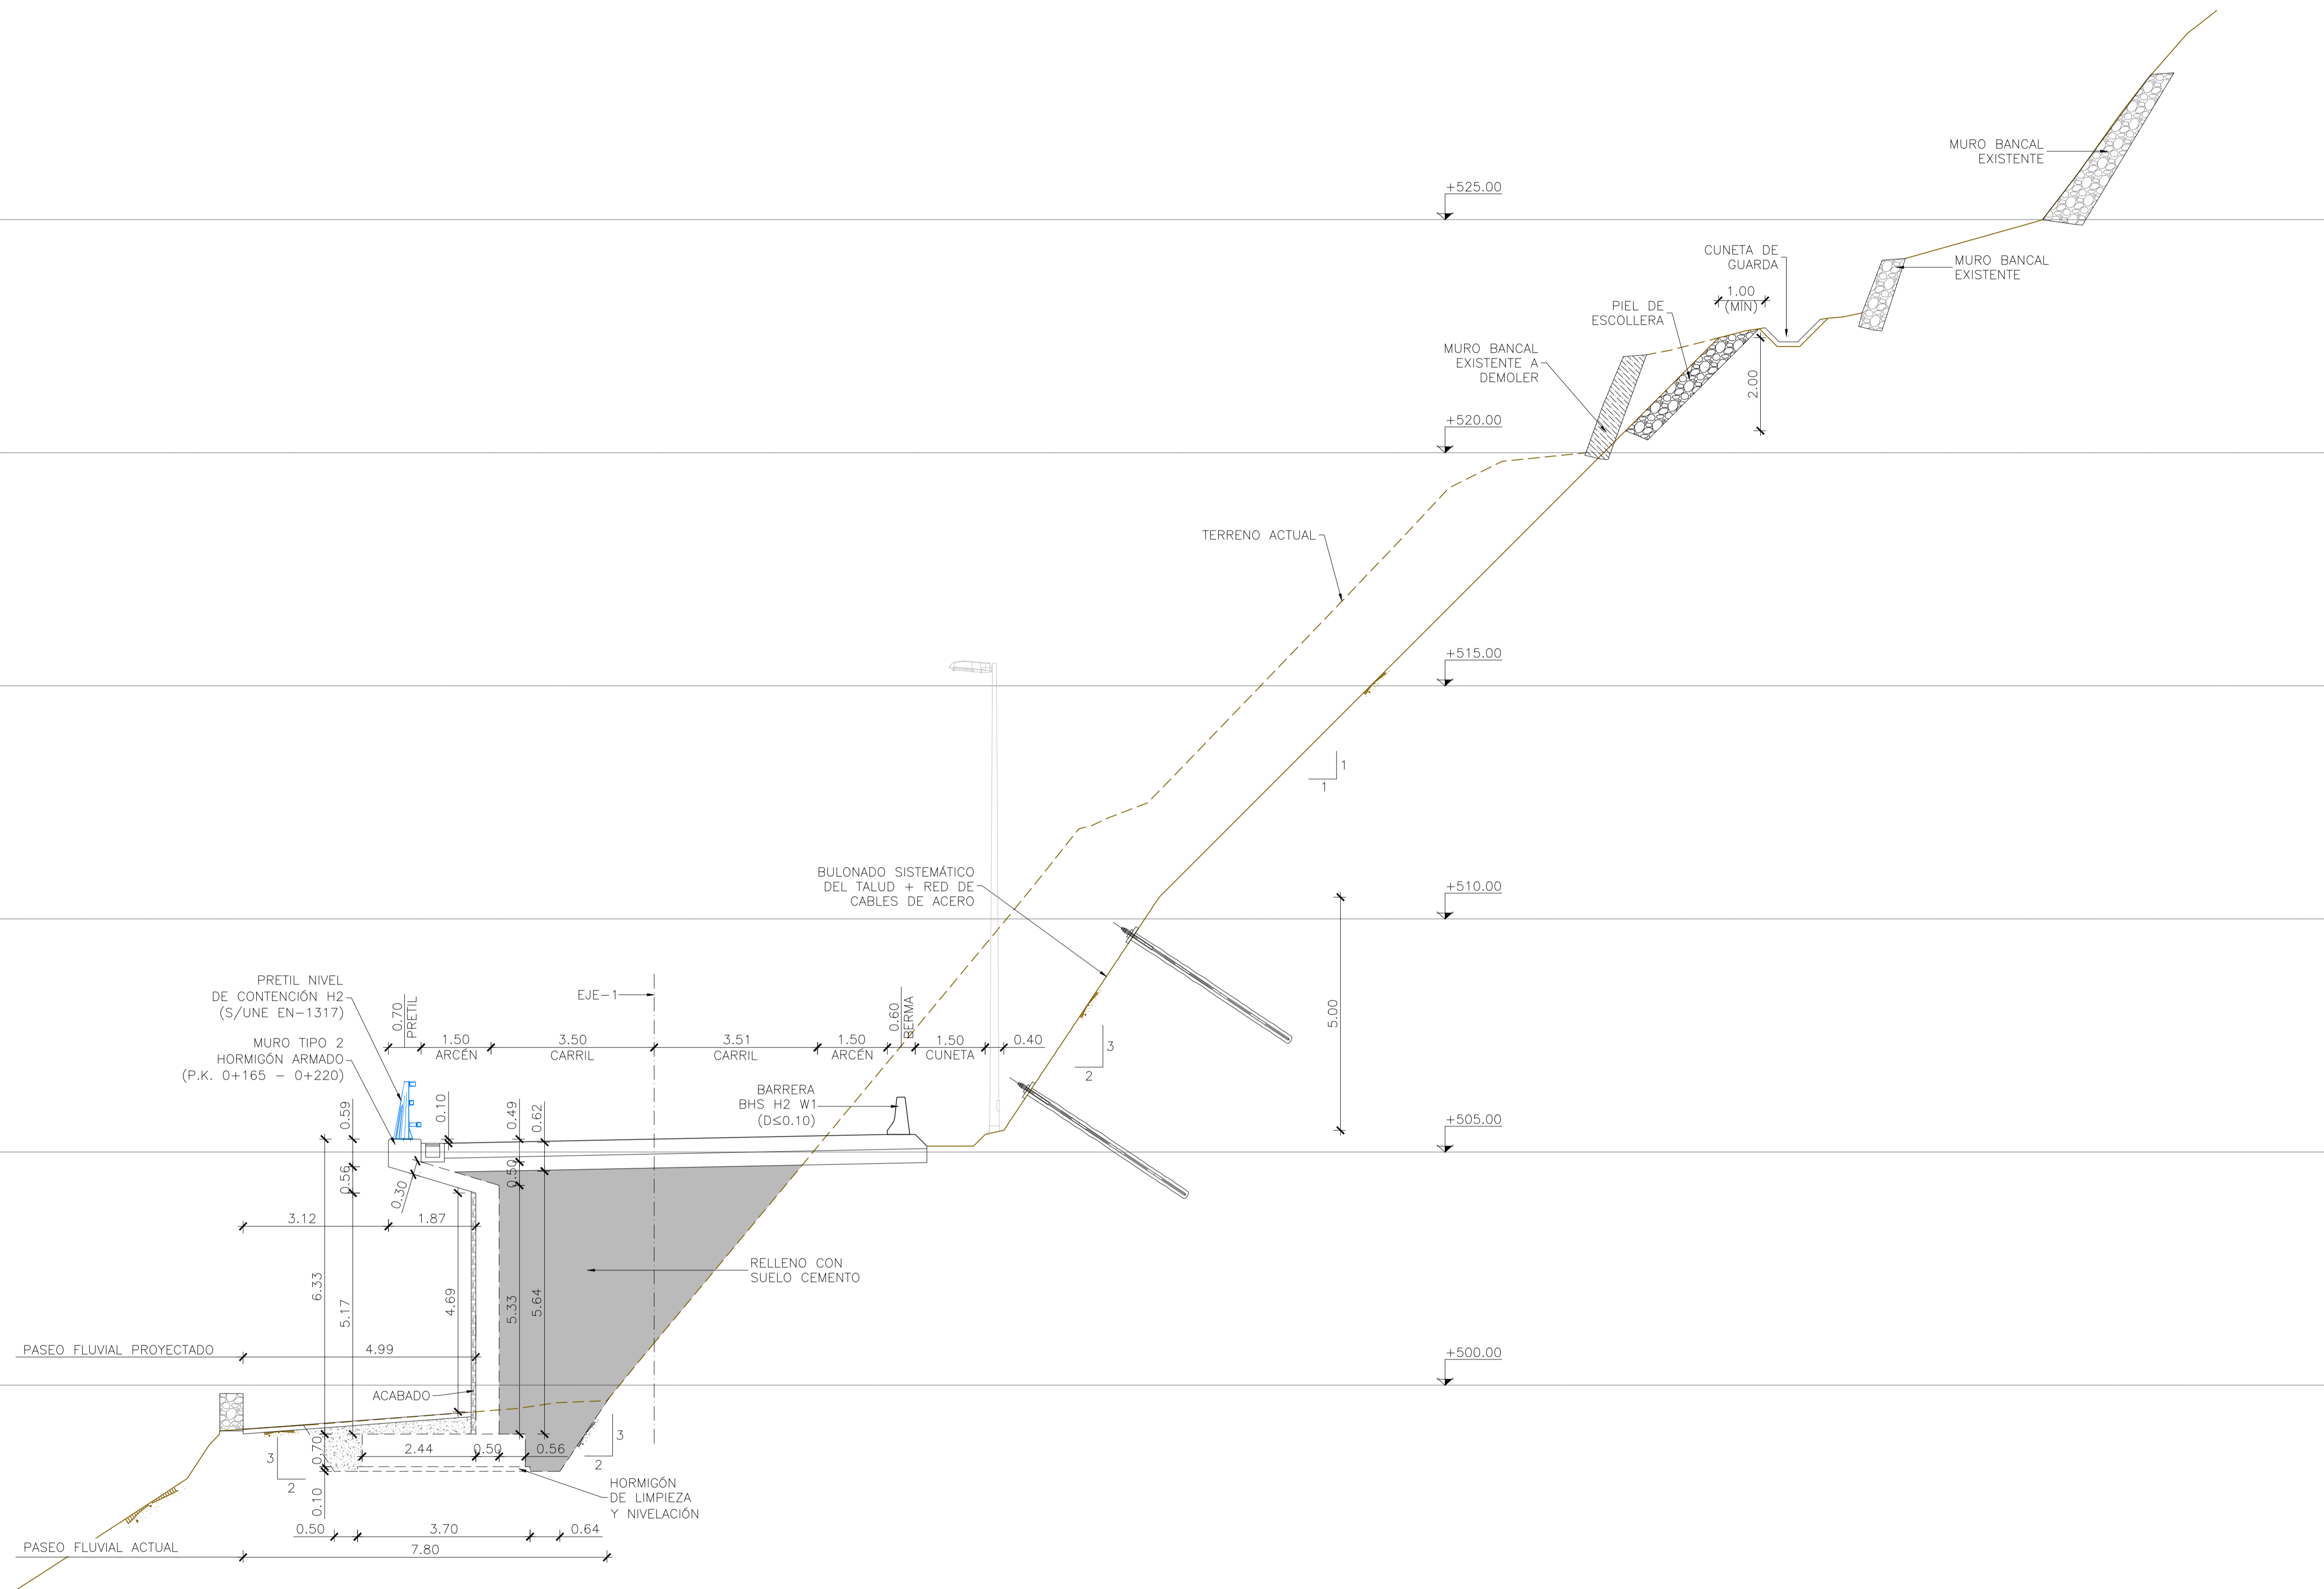 MURO BANCAL
EXISTENTE
+525.00
CUNETA DE
GUARDA
MURO BANCAL
EXISTENTE
1.00
(MIN)
PIEL DE
ESCOLLERA
MURO BANCAL
EXISTENTE A
DEMOLER
2.00
+520.00
TERRENO ACTUAL
+515.00
1
1
BULONADO SISTEMÁTICO
DEL TALUD + RED DE
CABLES DE ACERO
+510.00
5.00
PRETIL NIVEL
DE CONTENCIÓN H2
(S/UNE EN-1317)
MURO TIPO 2
HORMIGÓN ARMADO
(P.K. 0+165 - 0+220)
EJE-1
0.70
PRETIL
1.50
ARCÉN
3.50
CARRIL
3.51
CARRIL
1.50
ARCÉN
0.60
BERMA
1.50
CUNETA
0.40
3
2
BARRERA
BHS H2 W1
(D≤0.10)
0.59
0.10
0.49
0.62
+505.00
0.56
0.30
0.50
3.12
1.87
6.33
5.17
4.69
5.33
5.64
RELLENO CON
SUELO CEMENTO
PASEO FLUVIAL PROYECTADO
4.99
+500.00
ACABADO
0.70
3
2
2.44
0.50
0.56
3
2
0.10
HORMIGÓN
DE LIMPIEZA
Y NIVELACIÓN
0.50
3.70
0.64
PASEO FLUVIAL ACTUAL
7.80